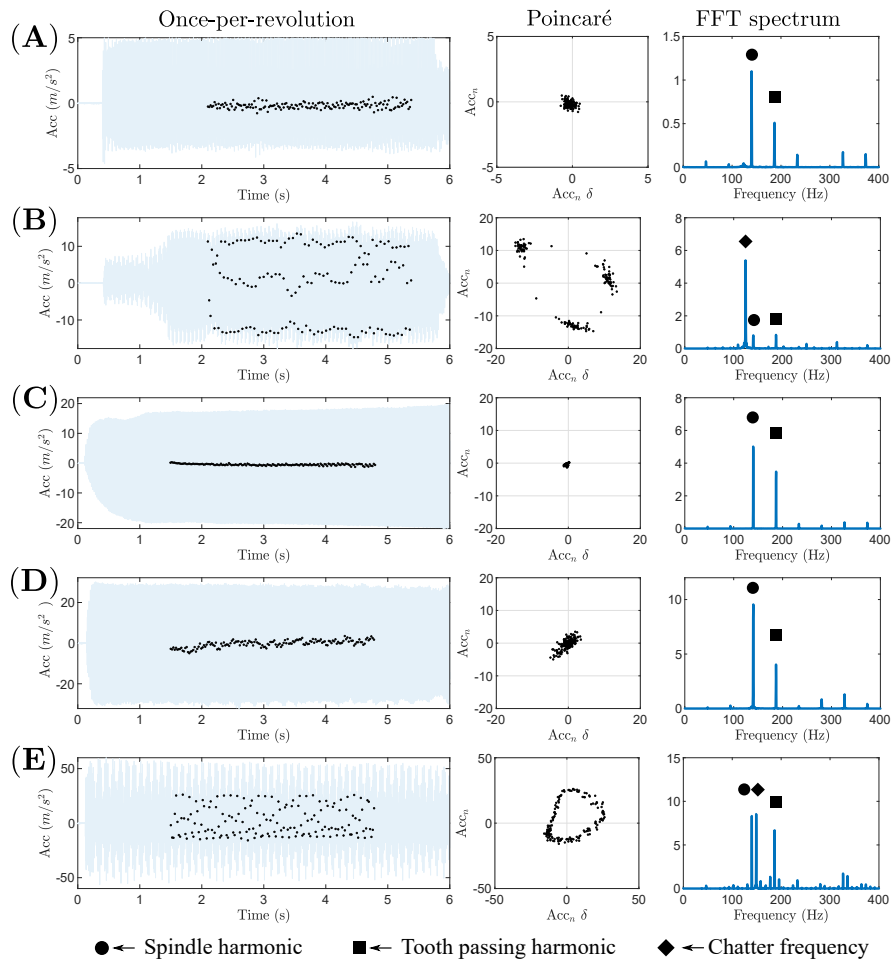 Once-per-revolution Poincaré FFT spectrum
(A)
Acc (m/s²)
5
0
-5
0 1 2 3 4 5 6
Time (s)
Accₙ
5
0
-5
-5 0 5
Accₙ δ
1.5
1
0.5
0
0 100 200 300 400
Frequency (Hz)
(B)
Acc (m/s²)
10
0
-10
0 1 2 3 4 5 6
Time (s)
Accₙ
20
10
0
-10
-20
-20 0 20
Accₙ δ
8
6
4
2
0
0 100 200 300 400
Frequency (Hz)
(C)
Acc (m/s²)
20
10
0
-10
-20
0 1 2 3 4 5 6
Time (s)
Accₙ
20
10
0
-10
-20
-20 0 20
Accₙ δ
8
6
4
2
0
0 100 200 300 400
Frequency (Hz)
(D)
Acc (m/s²)
20
0
-20
0 1 2 3 4 5 6
Time (s)
Accₙ
20
10
0
-10
-20
-20 0 20
Accₙ δ
10
5
0
0 100 200 300 400
Frequency (Hz)
(E)
Acc (m/s²)
50
0
-50
0 1 2 3 4 5 6
Time (s)
Accₙ
50
0
-50
-50 0 50
Accₙ δ
15
10
5
0
0 100 200 300 400
Frequency (Hz)
Spindle harmonic Tooth passing harmonic Chatter frequency